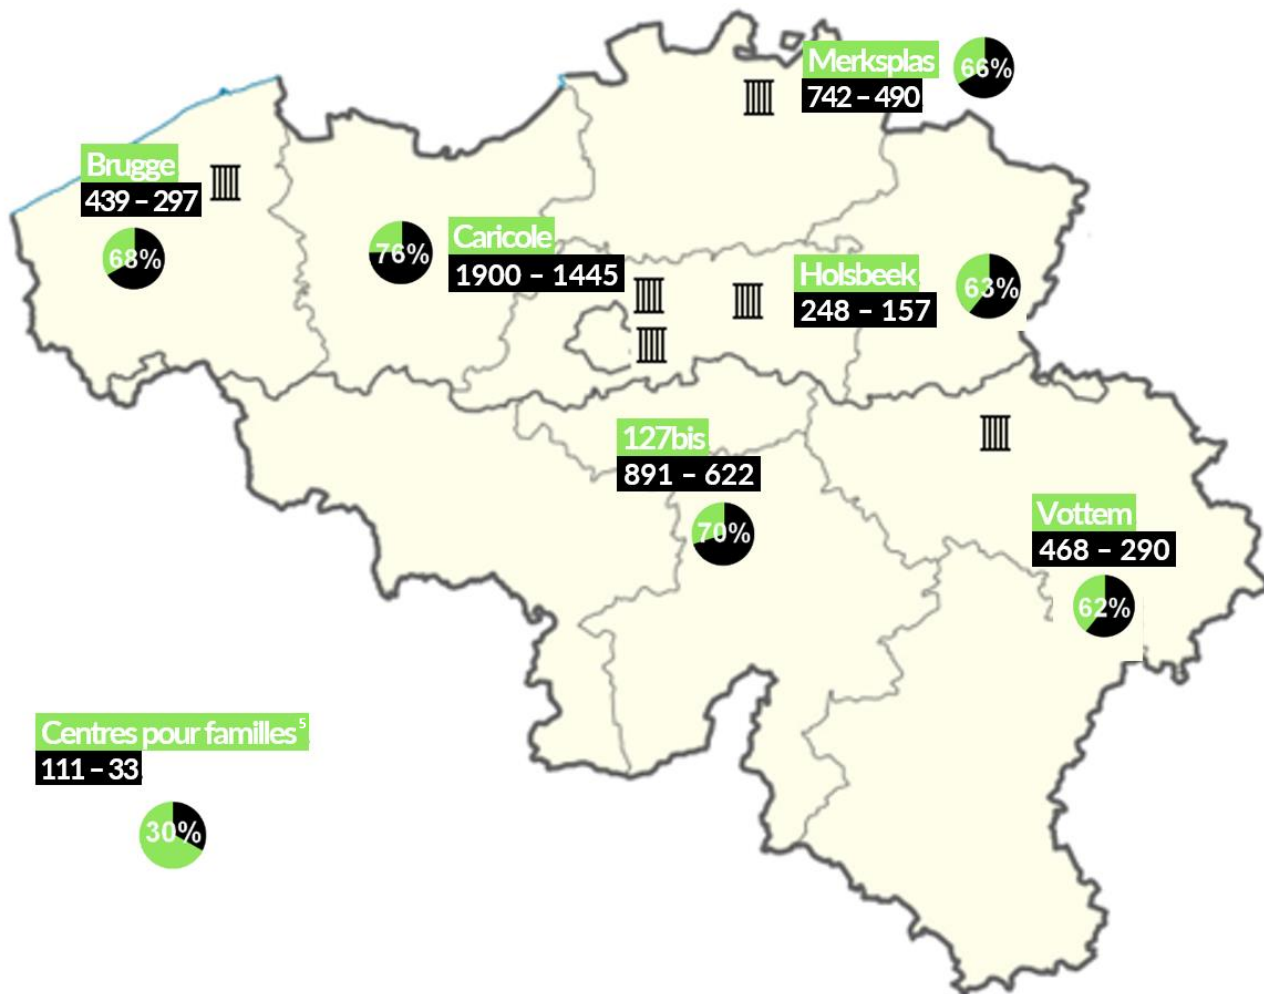 Merksplas
742 – 490
66%
Brugge
439 – 297
68%
76%
Caricole
1900 – 1445
Holsbeek
248 – 157
63%
127bis
891 – 622
70%
Vottem
468 – 290
62%
Centres pour familles⁵
111 – 33
30%